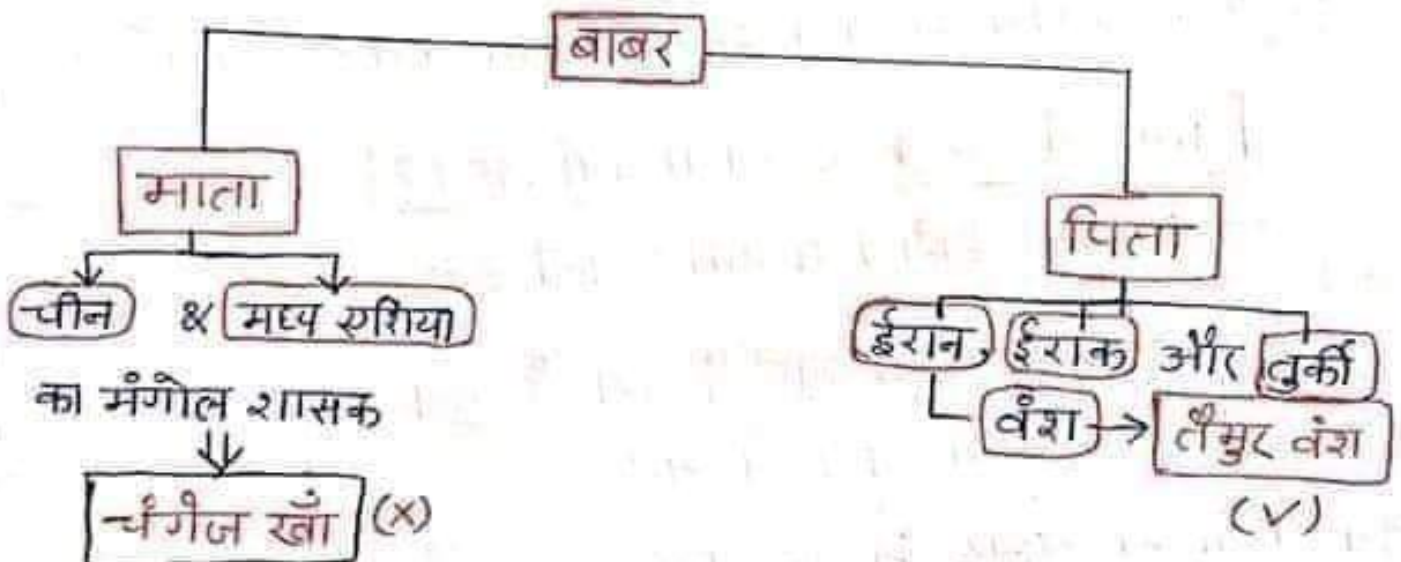 बाबर
माता
पिता
चीन & मध्य एशिया
ईरान, ईराक और तुर्की
का मंगोल शासक
वंश → तैमुर वंश
चंगेज खाँ (X)
(✓)